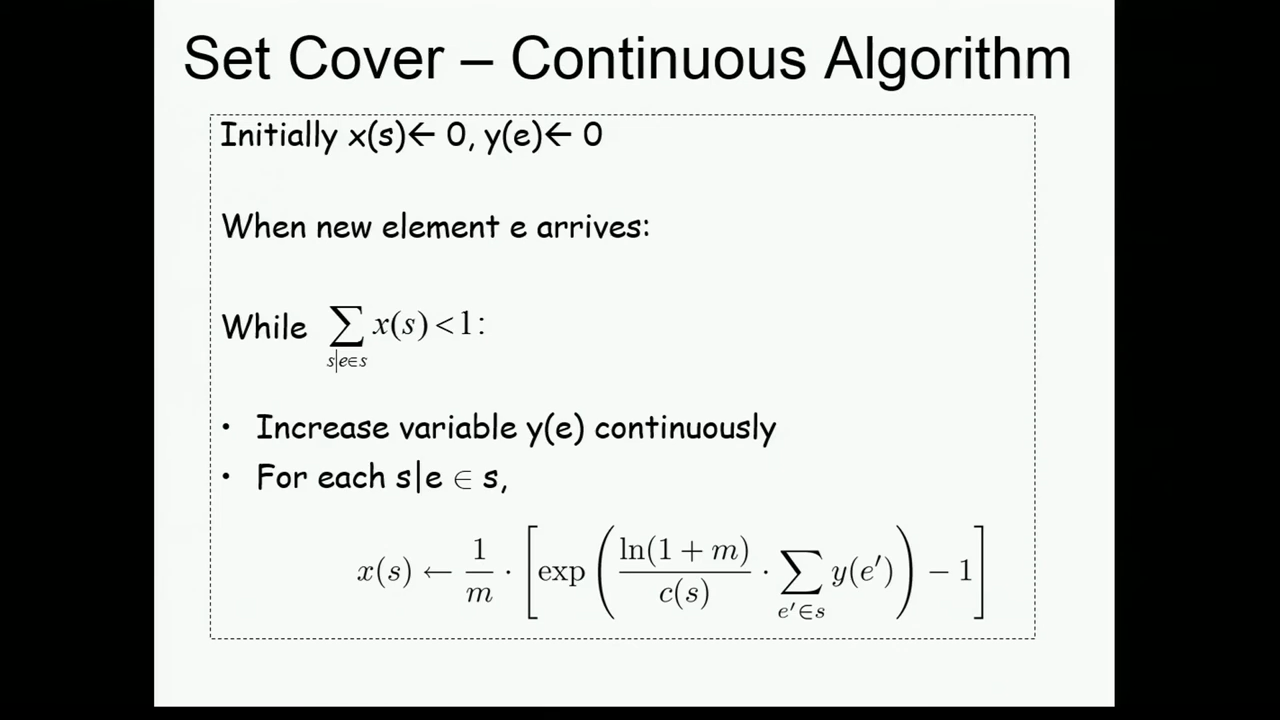 Set Cover – Continuous Algorithm
Initially x(s)← 0, y(e)← 0
When new element e arrives:
While ∑_{s|e∈s} x(s) < 1:
• Increase variable y(e) continuously
• For each s|e ∈ s,
x(s) ← 1/m · [exp(ln(1 + m)/c(s) · ∑_{e′∈s} y(e′)) − 1]